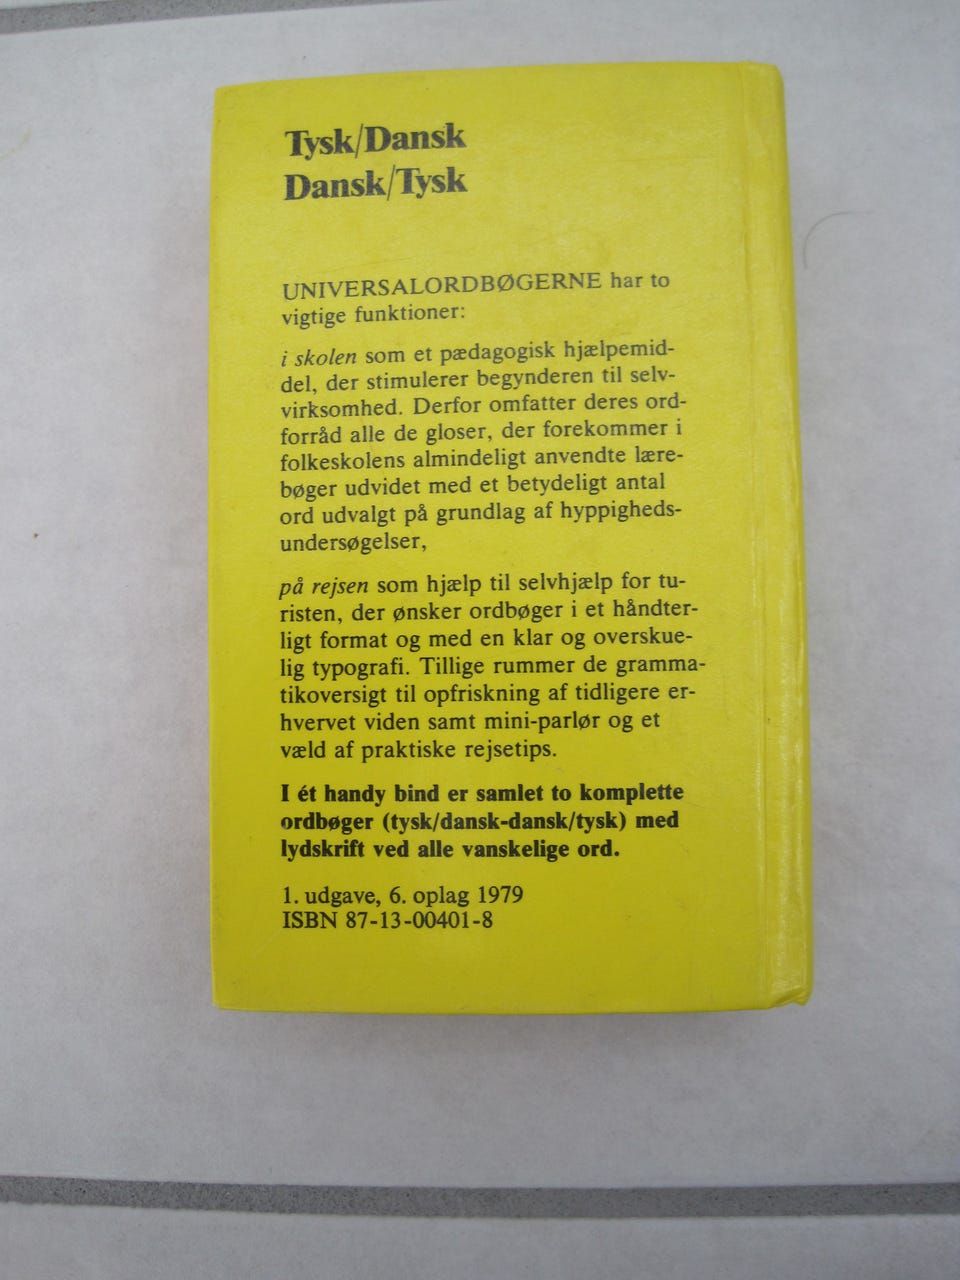 Tysk/Dansk
Dansk/Tysk
UNIVERSALORDBØGERNE har to
vigtige funktioner:
i skolen som et pædagogisk hjælpemid-
del, der stimulerer begynderen til selv-
virksomhed. Derfor omfatter deres ord-
forråd alle de gloser, der forekommer i
folkeskolens almindeligt anvendte lære-
bøger udvidet med et betydeligt antal
ord udvalgt på grundlag af hyppigheds-
undersøgelser,
på rejsen som hjælp til selvhjælp for tu-
risten, der ønsker ordbøger i et håndter-
ligt format og med en klar og overskue-
lig typografi. Tillige rummer de gramma-
tikoversigt til opfriskning af tidligere er-
hvervet viden samt mini-parlør og et
væld af praktiske rejsetips.
I ét handy bind er samlet to komplette
ordbøger (tysk/dansk-dansk/tysk) med
lydskrift ved alle vanskelige ord.
1. udgave, 6. oplag 1979
ISBN 87-13-00401-8